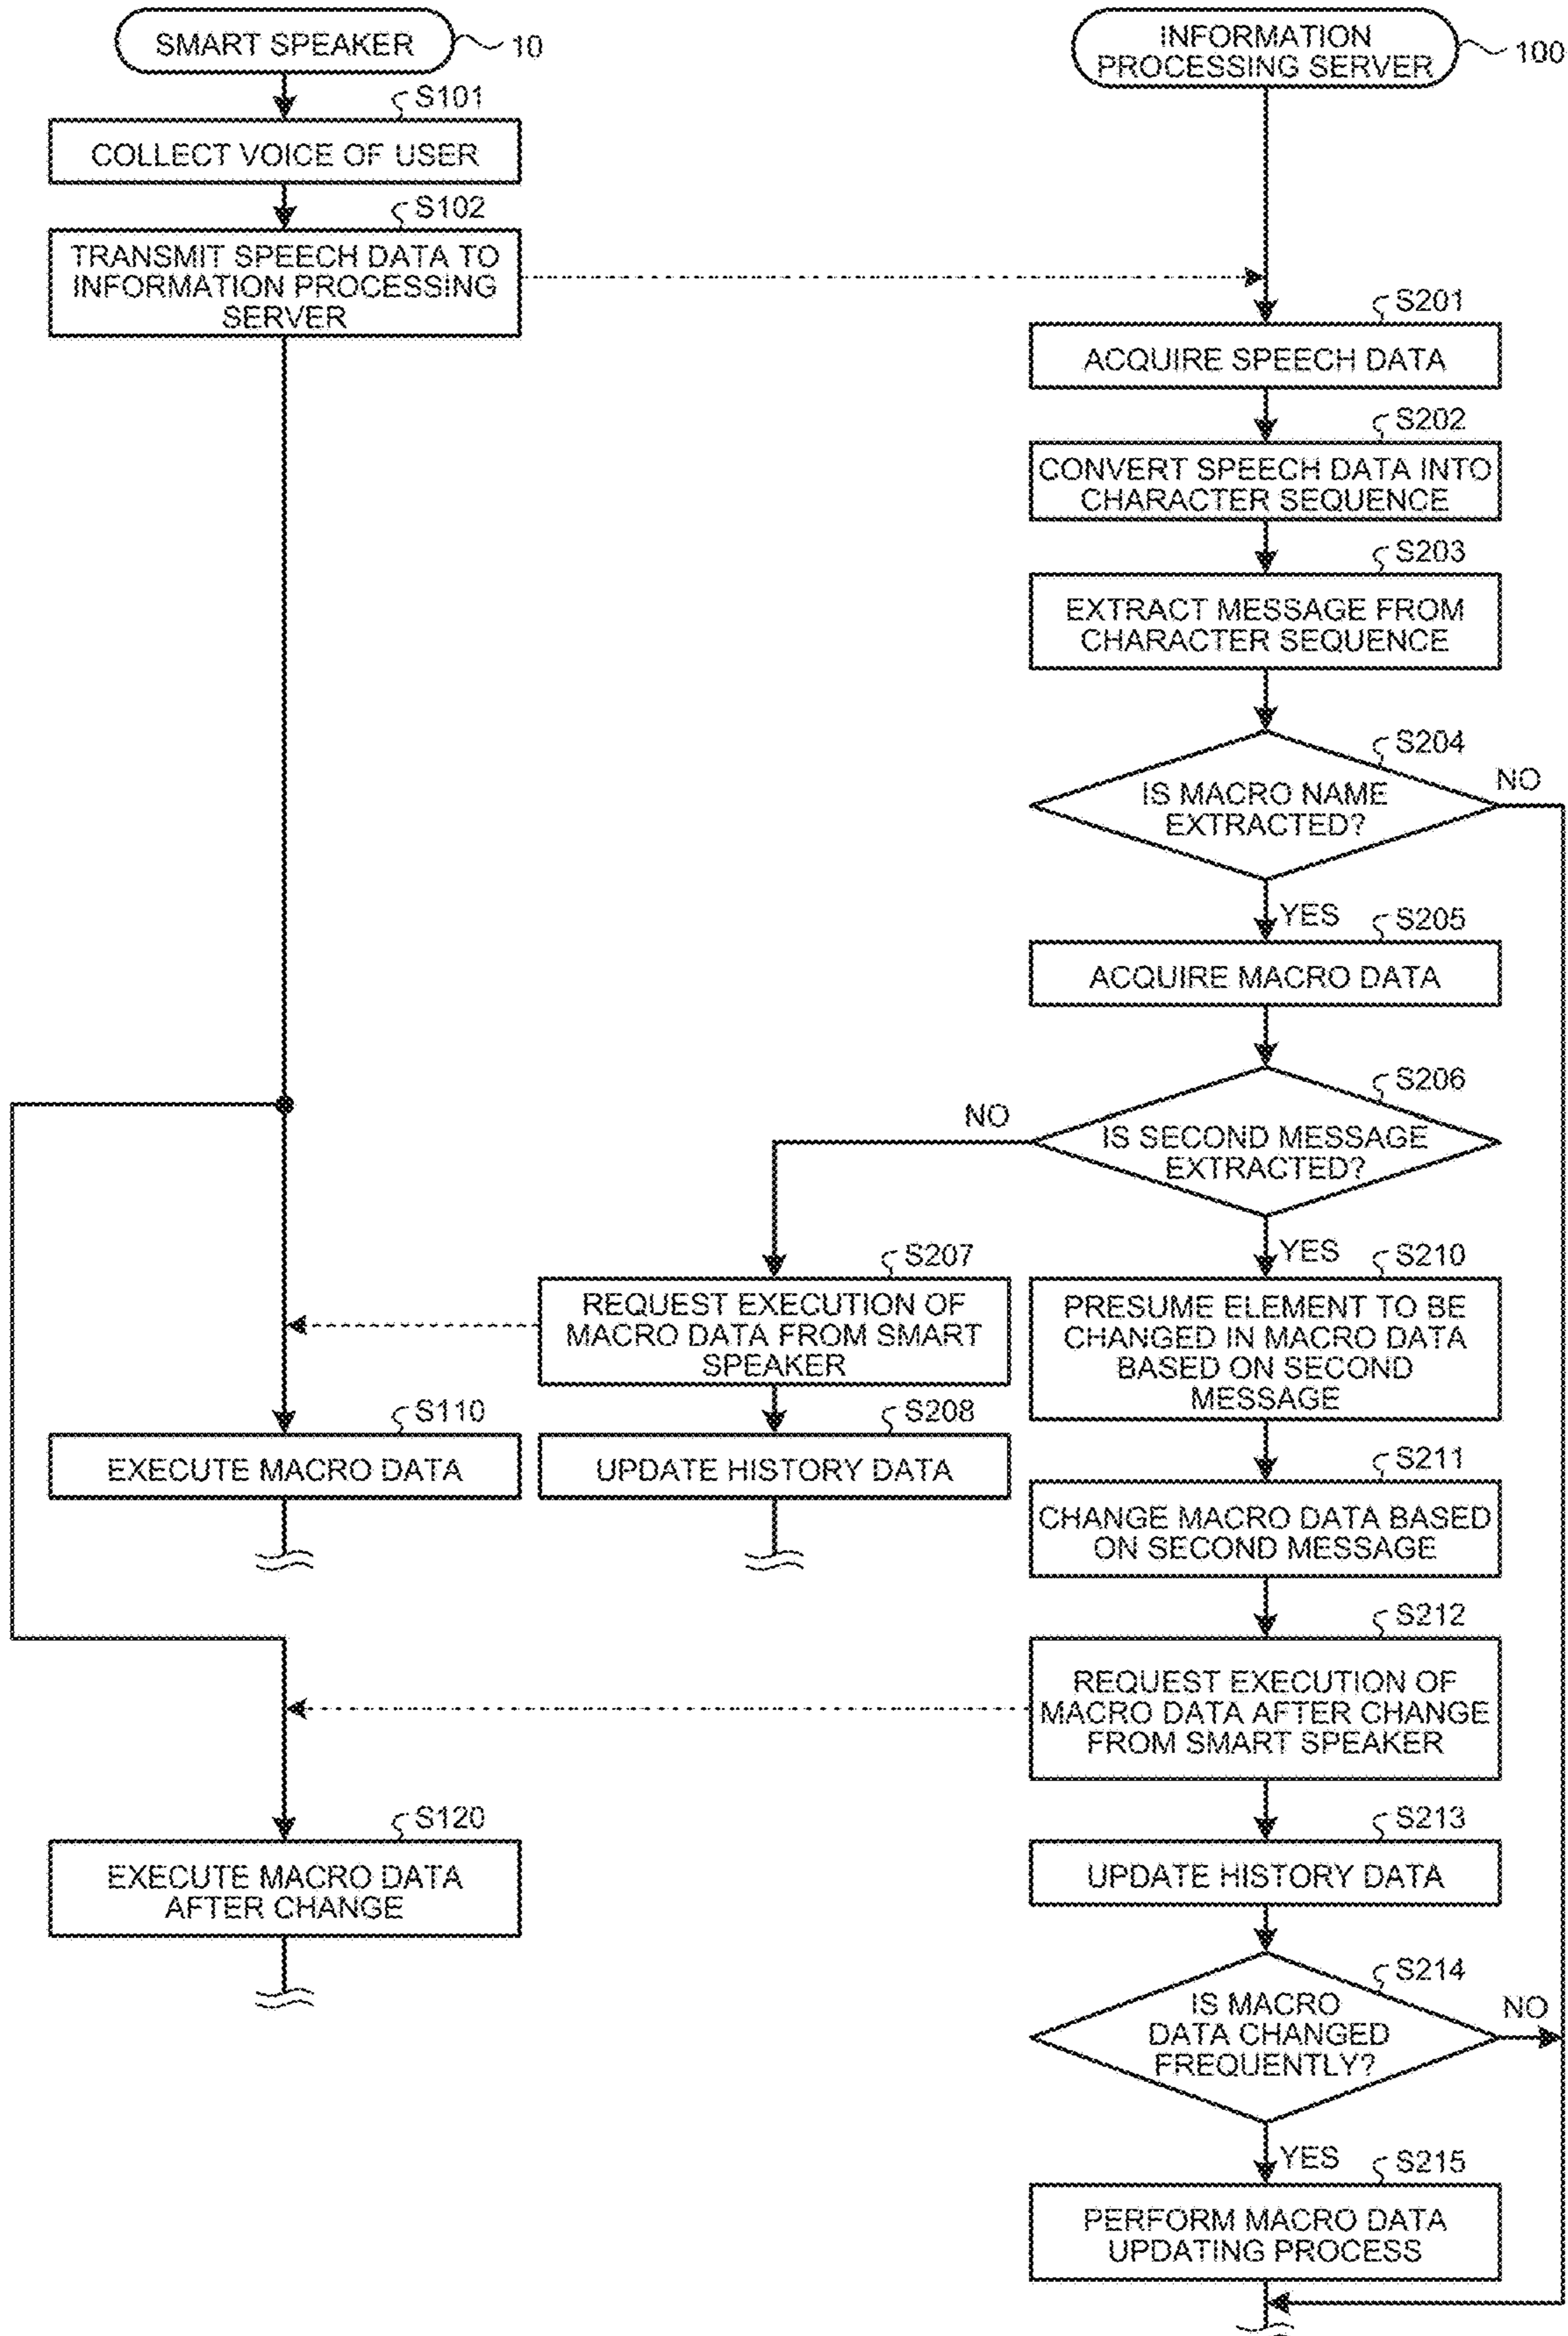 SMART SPEAKER
10
S101
COLLECT VOICE OF USER
S102
TRANSMIT SPEECH DATA TO
INFORMATION PROCESSING
SERVER
INFORMATION
PROCESSING SERVER
100
S201
ACQUIRE SPEECH DATA
S202
CONVERT SPEECH DATA INTO
CHARACTER SEQUENCE
S203
EXTRACT MESSAGE FROM
CHARACTER SEQUENCE
S204
IS MACRO NAME
EXTRACTED?
NO
YES
S205
ACQUIRE MACRO DATA
S206
IS SECOND MESSAGE
EXTRACTED?
NO
YES
S207
REQUEST EXECUTION OF
MACRO DATA FROM SMART
SPEAKER
S208
UPDATE HISTORY DATA
S110
EXECUTE MACRO DATA
S210
PRESUME ELEMENT TO BE
CHANGED IN MACRO DATA
BASED ON SECOND
MESSAGE
S211
CHANGE MACRO DATA BASED
ON SECOND MESSAGE
S212
REQUEST EXECUTION OF
MACRO DATA AFTER CHANGE
FROM SMART SPEAKER
S120
EXECUTE MACRO DATA
AFTER CHANGE
S213
UPDATE HISTORY DATA
S214
IS MACRO
DATA CHANGED
FREQUENTLY?
NO
YES
S215
PERFORM MACRO DATA
UPDATING PROCESS